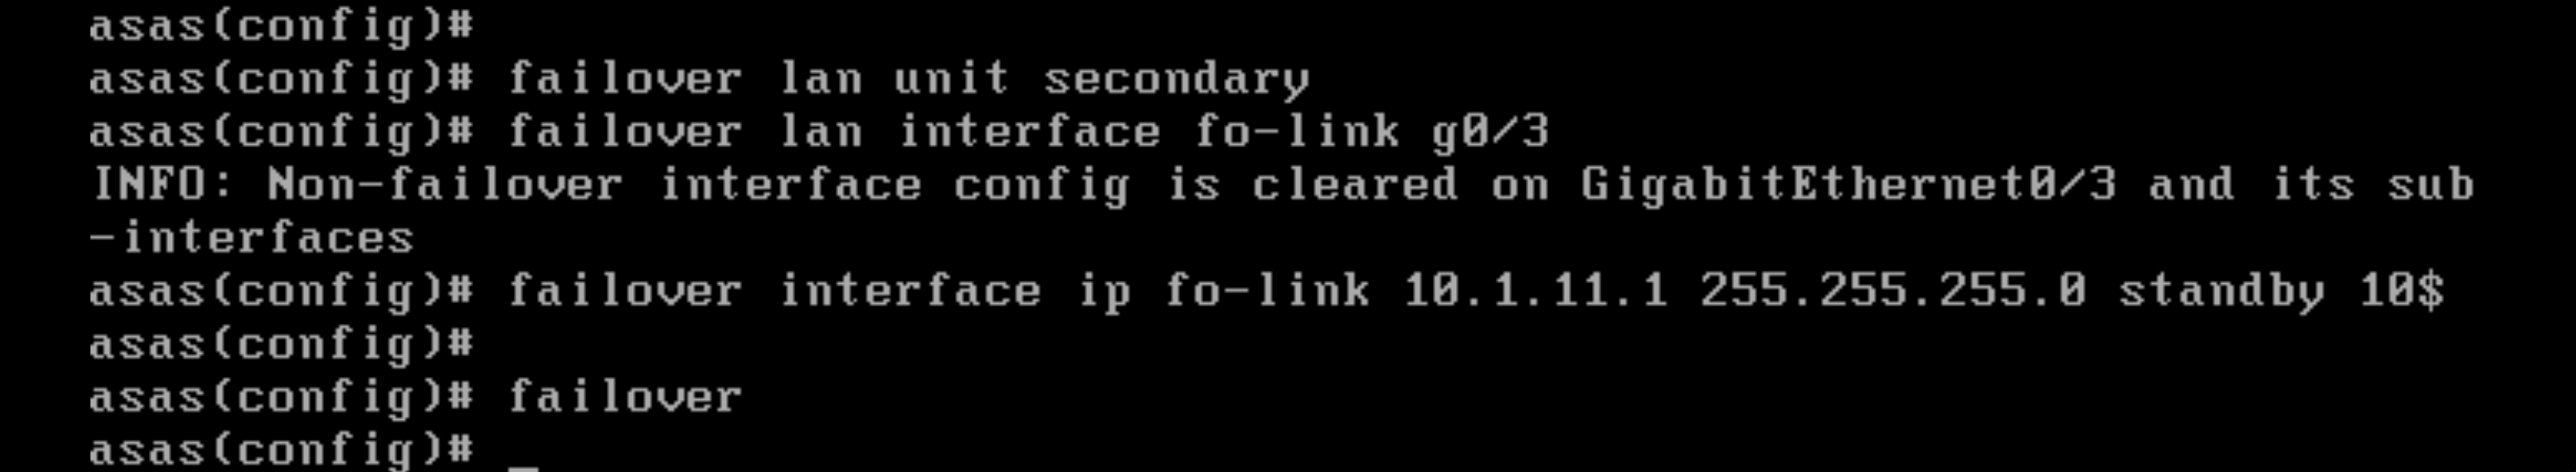 asas(config)#
asas(config)# failover lan unit secondary
asas(config)# failover lan interface fo-link g0/3
INFO: Non-failover interface config is cleared on GigabitEthernet0/3 and its sub
-interfaces
asas(config)# failover interface ip fo-link 10.1.11.1 255.255.255.0 standby 10$
asas(config)#
asas(config)# failover
asas(config)# _